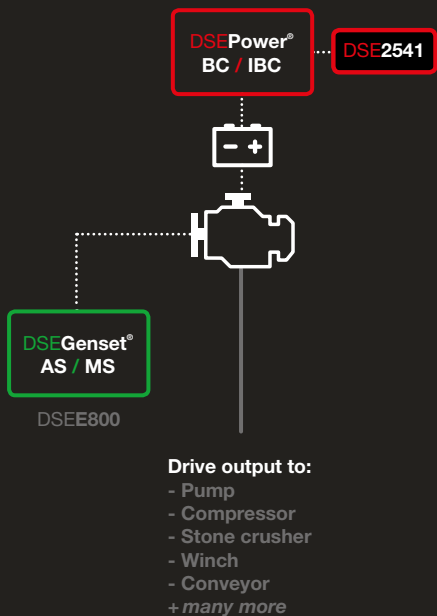 DSEPower®
BC / IBC
DSE2541
DSEGenset®
AS / MS
DSEE800
Drive output to:
- Pump
- Compressor
- Stone crusher
- Winch
- Conveyor
+ many more